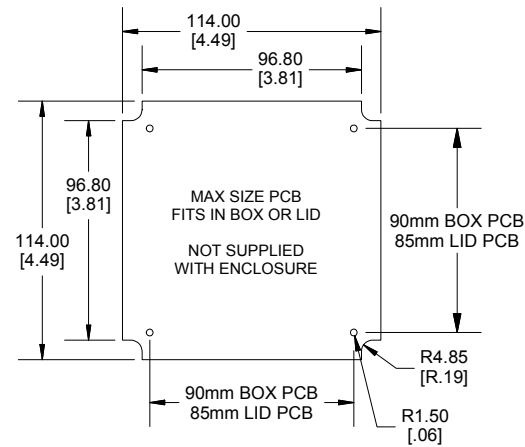 114.00
[4.49]
96.80
[3.81]
96.80
[3.81]
114.00
[4.49]
MAX SIZE PCB
FITS IN BOX OR LID
NOT SUPPLIED
WITH ENCLOSURE
90mm BOX PCB
85mm LID PCB
90mm BOX PCB
85mm LID PCB
R4.85
[R.19]
R1.50
[.06]